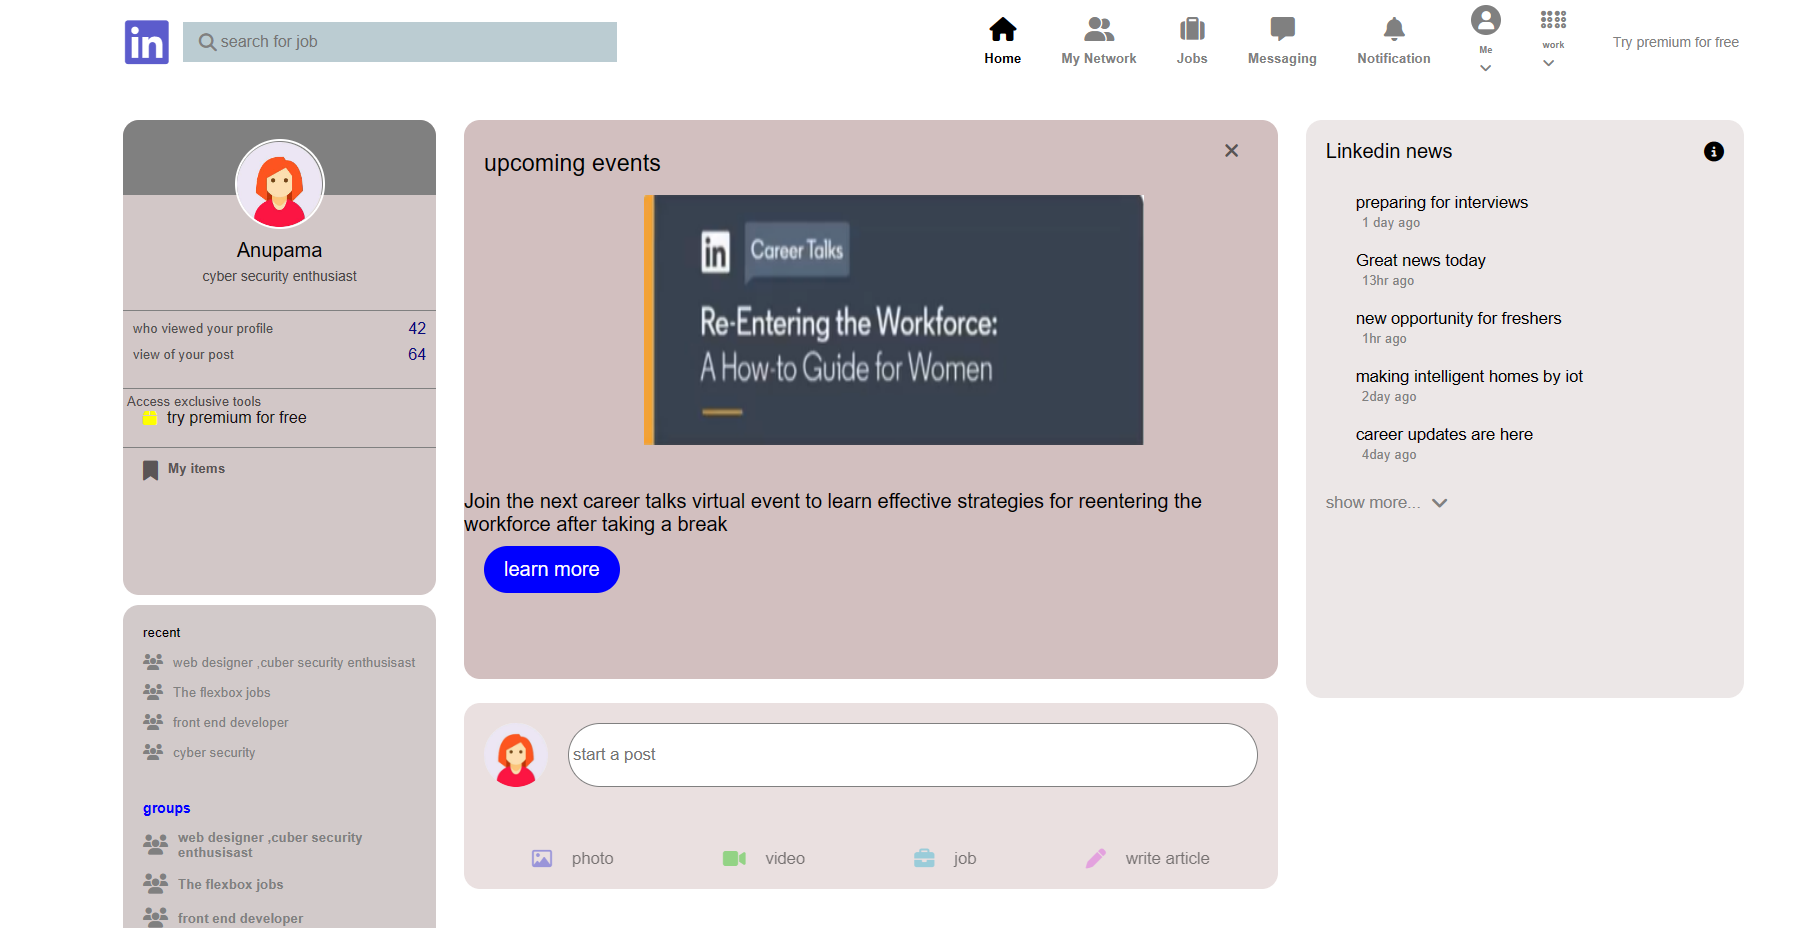 in
search for job
Home
My Network
Jobs
Messaging
Notification
Me
work
Try premium for free
Anupama
cyber security enthusiast
who viewed your profile 42
view of your post 64
Access exclusive tools
try premium for free
My items
recent
web designer ,cuber security enthusisast
The flexbox jobs
front end developer
cyber security
groups
web designer ,cuber security
enthusisast
The flexbox jobs
front end developer
upcoming events
in Career Talks
Re-Entering the Workforce:
A How-to Guide for Women
Join the next career talks virtual event to learn effective strategies for reentering the
workforce after taking a break
learn more
start a post
photo
video
job
write article
Linkedin news
preparing for interviews
1 day ago
Great news today
13hr ago
new opportunity for freshers
1hr ago
making intelligent homes by iot
2day ago
career updates are here
4day ago
show more...